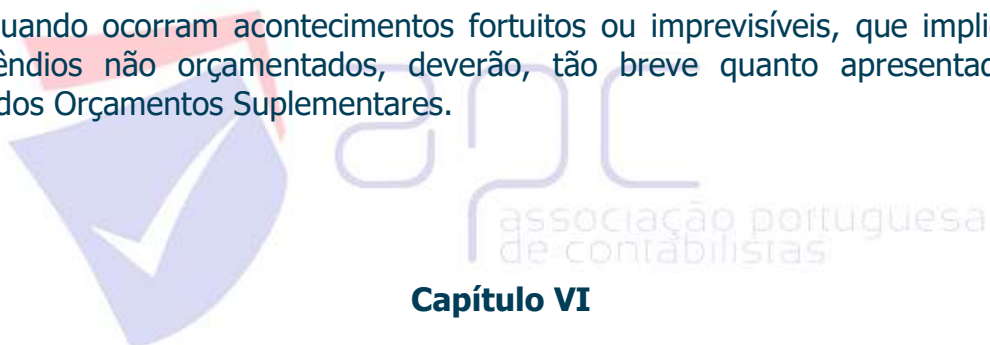 uando ocorram acontecimentos fortuitos ou imprevisíveis, que impli
êndios não orçamentados, deverão, tão breve quanto apresentad
dos Orçamentos Suplementares.
apc
associação portuguesa
de contabilistas
Capítulo VI